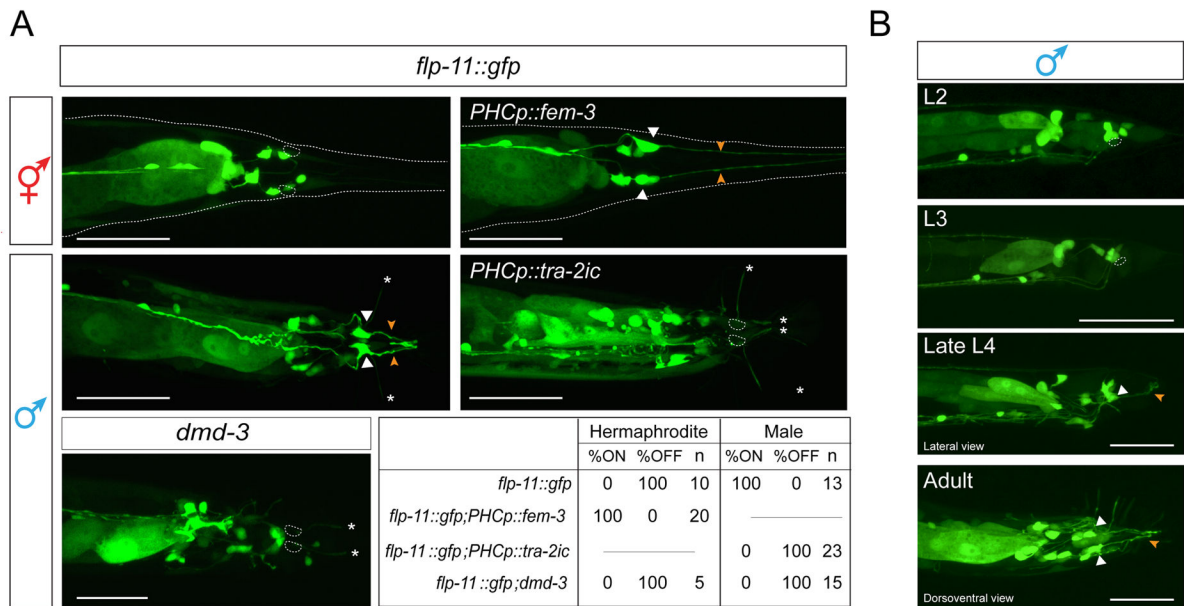 A
flp-11::gfp
PHCp::fem-3
PHCp::tra-2ic
* * * * * *
dmd-3
* *
Hermaphrodite Male
%ON %OFF n %ON %OFF n
flp-11::gfp 0 100 10 100 0 13
flp-11::gfp;PHCp::fem-3 100 0 20
flp-11::gfp;PHCp::tra-2ic 0 100 23
flp-11::gfp;dmd-3 0 100 5 0 100 15
B
L2
L3
Late L4
Lateral view
Adult
Dorsoventral view